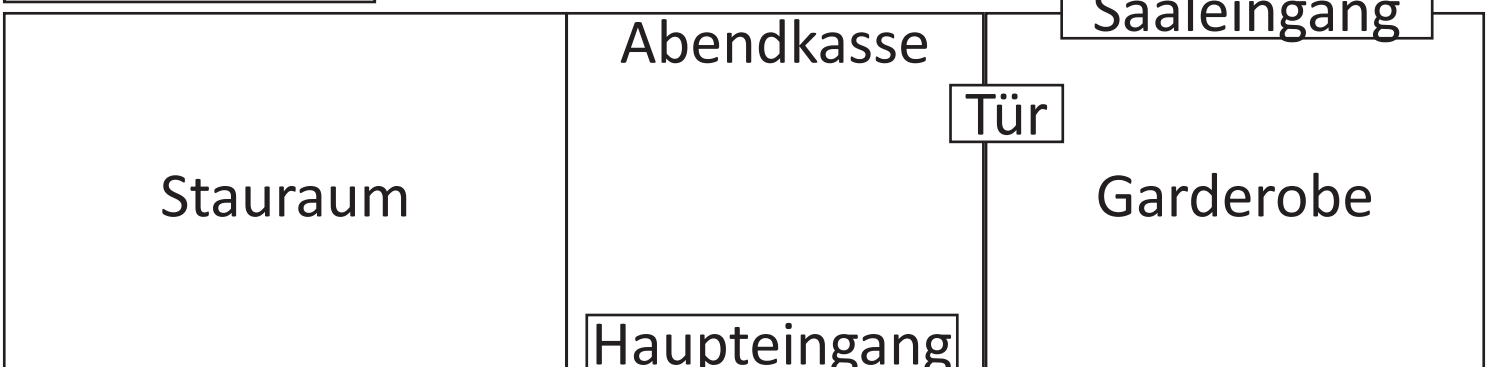 Saaleingang
Abendkasse
Tür
Stauraum
Garderobe
Haupteingang